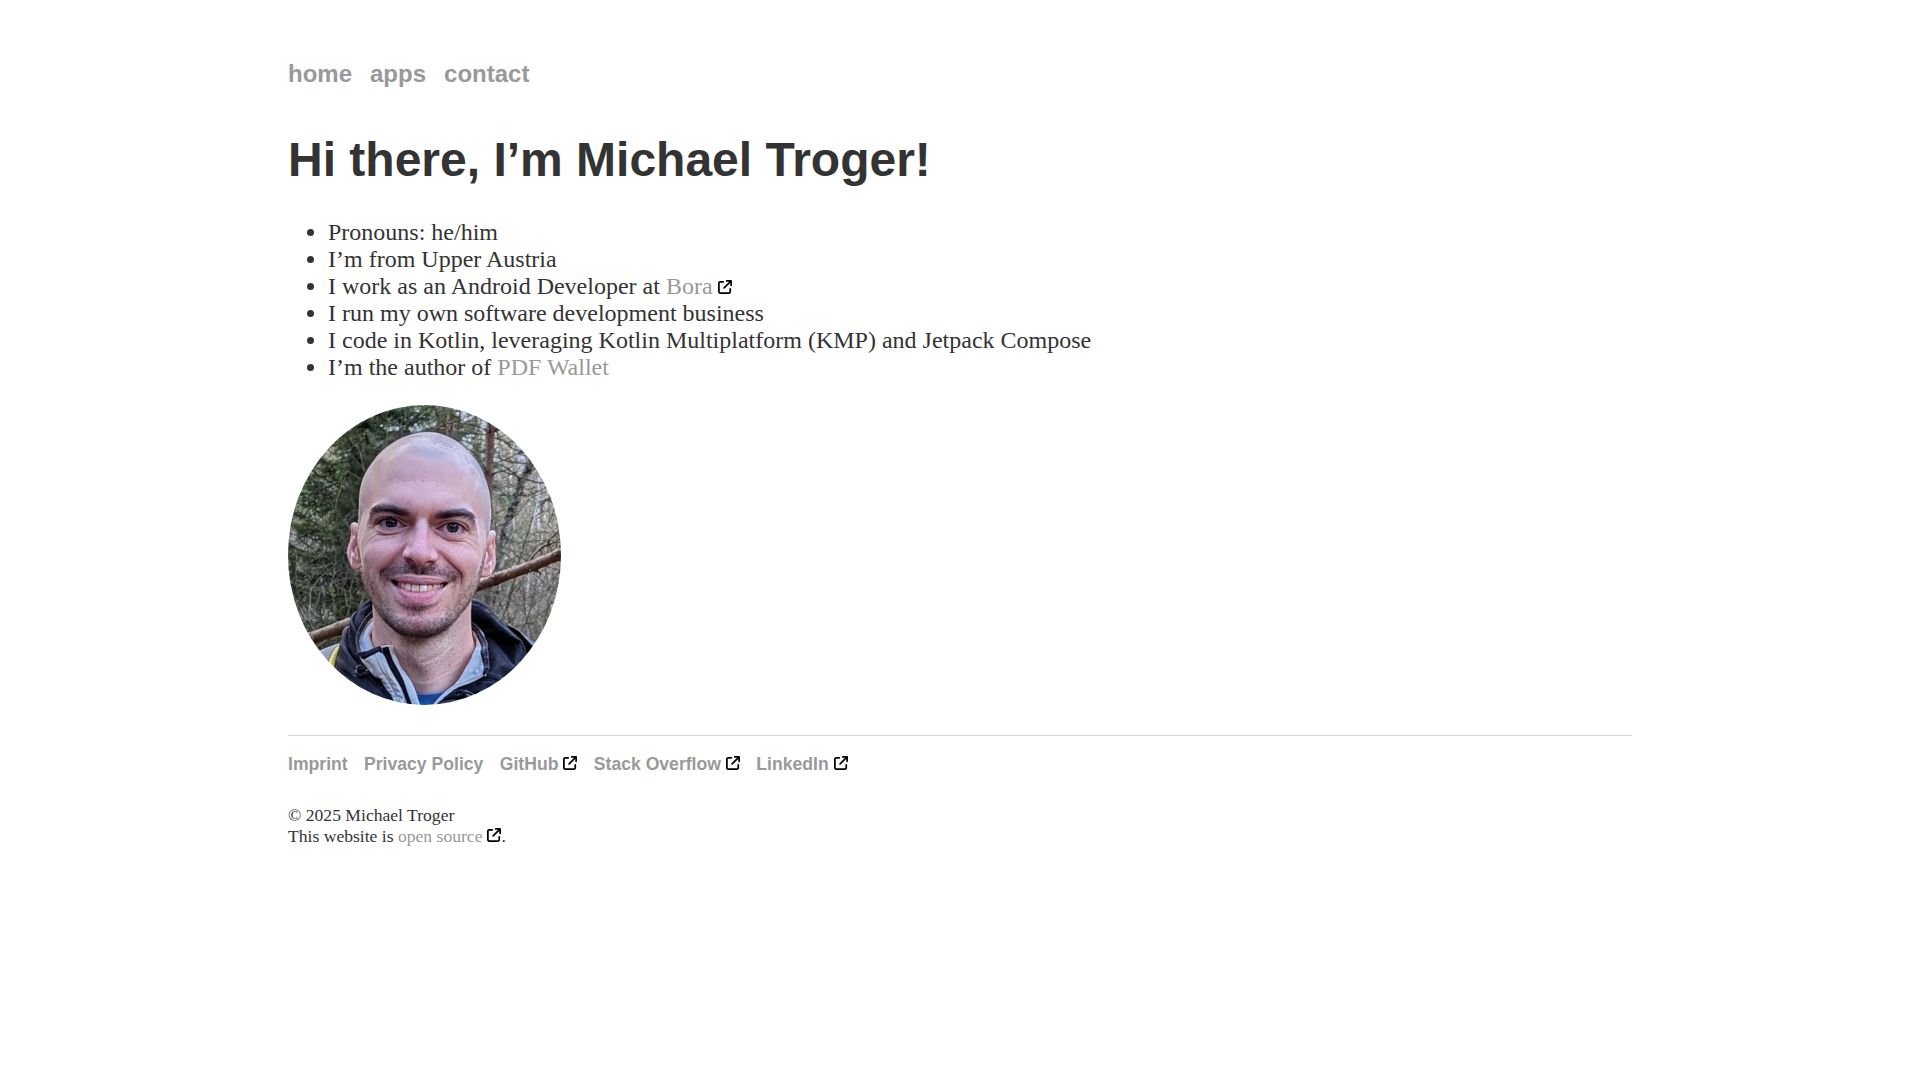 home apps contact
Hi there, I’m Michael Troger!
Pronouns: he/him
I’m from Upper Austria
I work as an Android Developer at Bora
I run my own software development business
I code in Kotlin, leveraging Kotlin Multiplatform (KMP) and Jetpack Compose
I’m the author of PDF Wallet
Imprint Privacy Policy GitHub Stack Overflow LinkedIn
© 2025 Michael Troger
This website is open source .